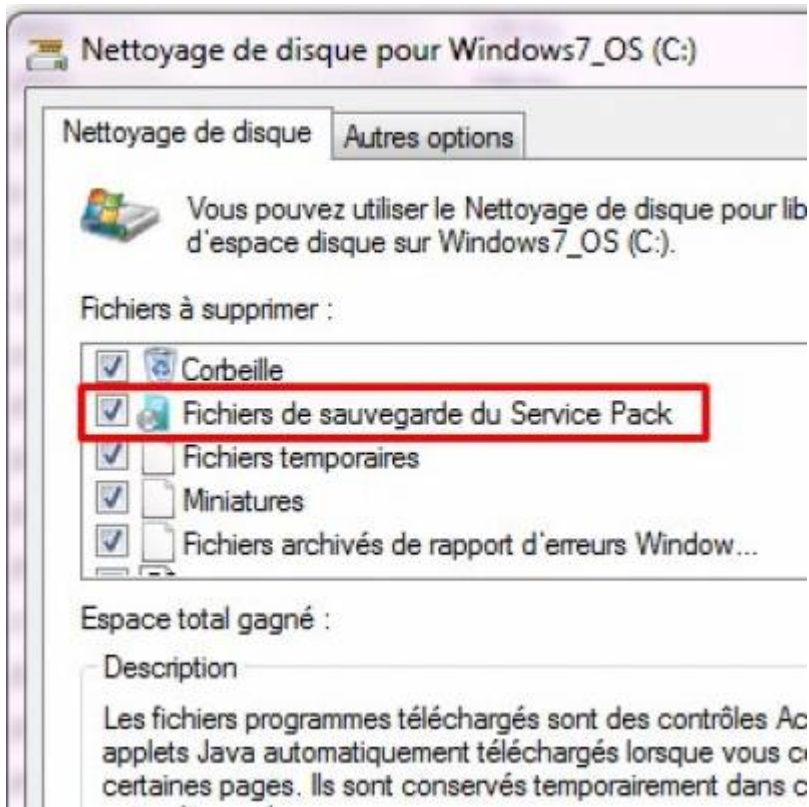 Nettoyage de disque pour Windows7_OS (C:)
Nettoyage de disque
Autres options
Vous pouvez utiliser le Nettoyage de disque pour lib
d'espace disque sur Windows7_OS (C:).
Fichiers à supprimer :
Corbeille
Fichiers de sauvegarde du Service Pack
Fichiers temporaires
Miniatures
Fichiers archivés de rapport d'erreurs Window...
Espace total gagné :
Description
Les fichiers programmes téléchargés sont des contrôles Ac
applets Java automatiquement téléchargés lorsque vous c
certaines pages. Ils sont conservés temporairement dans